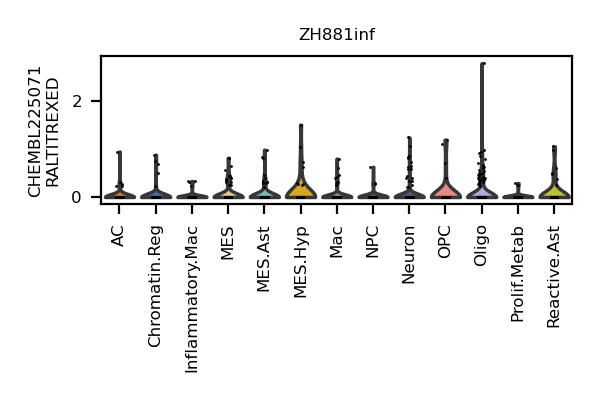 ZH881inf
CHEMBL225071
RALTITREXED
2
0
AC
Chromatin.Reg
Inflammatory.Mac
MES
MES.Ast
MES.Hyp
Mac
NPC
Neuron
OPC
Oligo
Prolif.Metab
Reactive.Ast